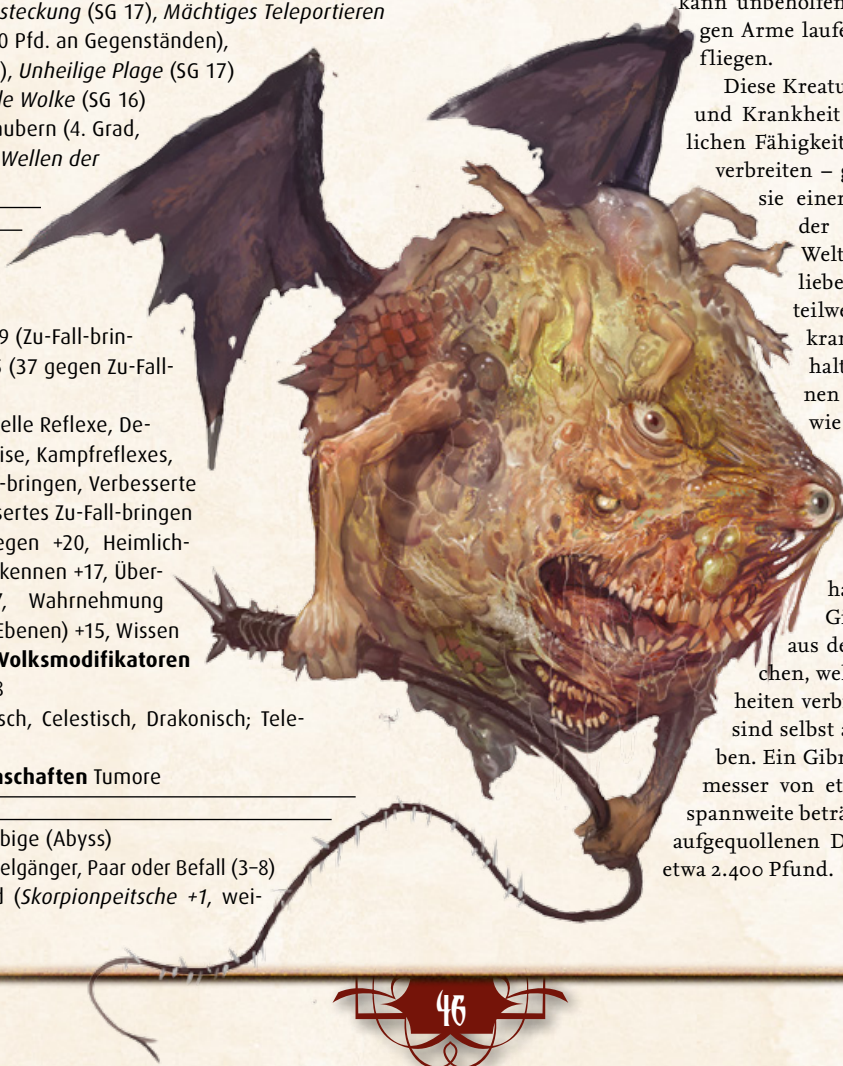 steckung (SG 17), Mächtiges Teleportieren
0 Pfd. an Gegenständen),
), Unheilige Plage (SG 17)
de Wolke (SG 16)
aubern (4. Grad,
Wellen der
9 (Zu-Fall-brin-
5 (37 gegen Zu-Fall-
elle Reflexe, De-
ise, Kampfreflexes,
-bringen, Verbesserte
sertes Zu-Fall-bringen
egen +20, Heimlich-
kennen +17, Über-
7, Wahrnehmung
Ebenen) +15, Wissen
Volksmodifikatoren
8
sch, Celestisch, Drakonisch; Tele-
nschaften Tumore
bige (Abyss)
elgänger, Paar oder Befall (3–8)
d (Skorpionpeitsche +1, wei-
kann unbeholfen
gen Arme laufe
fliegen.
Diese Kreatu
und Krankheit
lichen Fähigkeit
verbreiten – g
sie einer
der
Welt
liebe
teilwe
kran
halt
nen
wie
ha
Gi
aus de
chen, wel
heiten verb
sind selbst a
ben. Ein Gibr
messer von et
spannweite beträ
aufgequollenen D
etwa 2.400 Pfund.
46